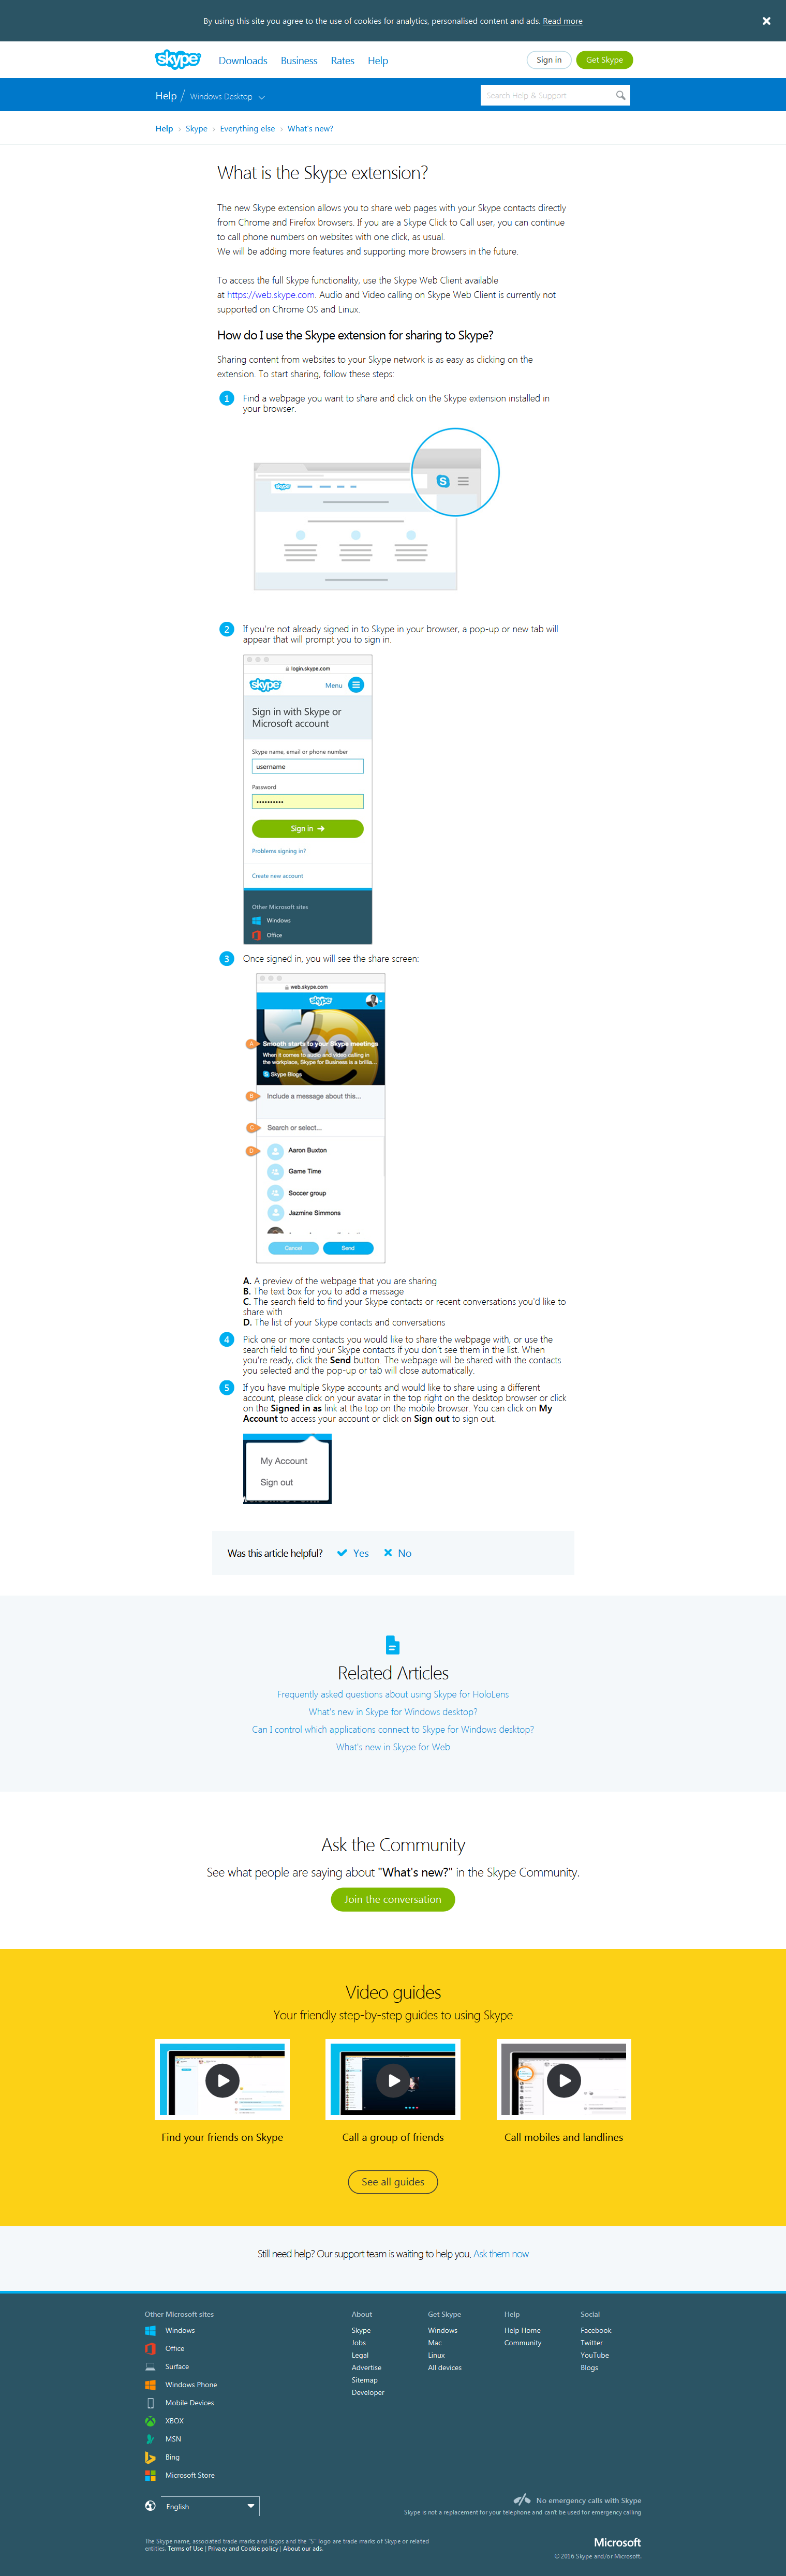 By using this site you agree to the use of cookies for analytics, personalised content and ads. Read more
skype Downloads Business Rates Help Sign in Get Skype
Help / Windows Desktop Search Help & Support
Help › Skype › Everything else › What's new?
What is the Skype extension?
The new Skype extension allows you to share web pages with your Skype contacts directly
from Chrome and Firefox browsers. If you are a Skype Click to Call user, you can continue
to call phone numbers on websites with one click, as usual.
We will be adding more features and supporting more browsers in the future.
To access the full Skype functionality, use the Skype Web Client available
at https://web.skype.com. Audio and Video calling on Skype Web Client is currently not
supported on Chrome OS and Linux.
How do I use the Skype extension for sharing to Skype?
Sharing content from websites to your Skype network is as easy as clicking on the
extension. To start sharing, follow these steps:
1 Find a webpage you want to share and click on the Skype extension installed in
your browser.
skype
2 If you're not already signed in to Skype in your browser, a pop-up or new tab will
appear that will prompt you to sign in.
login.skype.com
skype Menu
Sign in with Skype or
Microsoft account
Skype name, email or phone number
username
Password
Sign in
Problems signing in?
Create new account
Other Microsoft sites
Windows
Office
3 Once signed in, you will see the share screen:
web.skype.com
skype
A Smooth starts to your Skype meetings
When it comes to audio and video calling in
the workplace, Skype for Business is a brillia...
Skype Blogs
B Include a message about this...
C Search or select...
D Aaron Buxton
Game Time
Soccer group
Jazmine Simmons
Cancel Send
A. A preview of the webpage that you are sharing
B. The text box for you to add a message
C. The search field to find your Skype contacts or recent conversations you'd like to
share with
D. The list of your Skype contacts and conversations
4 Pick one or more contacts you would like to share the webpage with, or use the
search field to find your Skype contacts if you don't see them in the list. When
you're ready, click the Send button. The webpage will be shared with the contacts
you selected and the pop-up or tab will close automatically.
5 If you have multiple Skype accounts and would like to share using a different
account, please click on your avatar in the top right on the desktop browser or click
on the Signed in as link at the top on the mobile browser. You can click on My
Account to access your account or click on Sign out to sign out.
My Account
Sign out
Was this article helpful? Yes No
Related Articles
Frequently asked questions about using Skype for HoloLens
What's new in Skype for Windows desktop?
Can I control which applications connect to Skype for Windows desktop?
What's new in Skype for Web
Ask the Community
See what people are saying about "What's new?" in the Skype Community.
Join the conversation
Video guides
Your friendly step-by-step guides to using Skype
Find your friends on Skype Call a group of friends Call mobiles and landlines
See all guides
Still need help? Our support team is waiting to help you, Ask them now
Other Microsoft sites
Windows
Office
Surface
Windows Phone
Mobile Devices
XBOX
MSN
Bing
Microsoft Store
About
Skype
Jobs
Legal
Advertise
Sitemap
Developer
Get Skype
Windows
Mac
Linux
All devices
Help
Help Home
Community
Social
Facebook
Twitter
YouTube
Blogs
English
No emergency calls with Skype
Skype is not a replacement for your telephone and can't be used for emergency calling
The Skype name, associated trade marks and logos and the "S" logo are trade marks of Skype or related
entities. Terms of Use | Privacy and Cookie policy | About our ads.
Microsoft
© 2016 Skype and/or Microsoft.